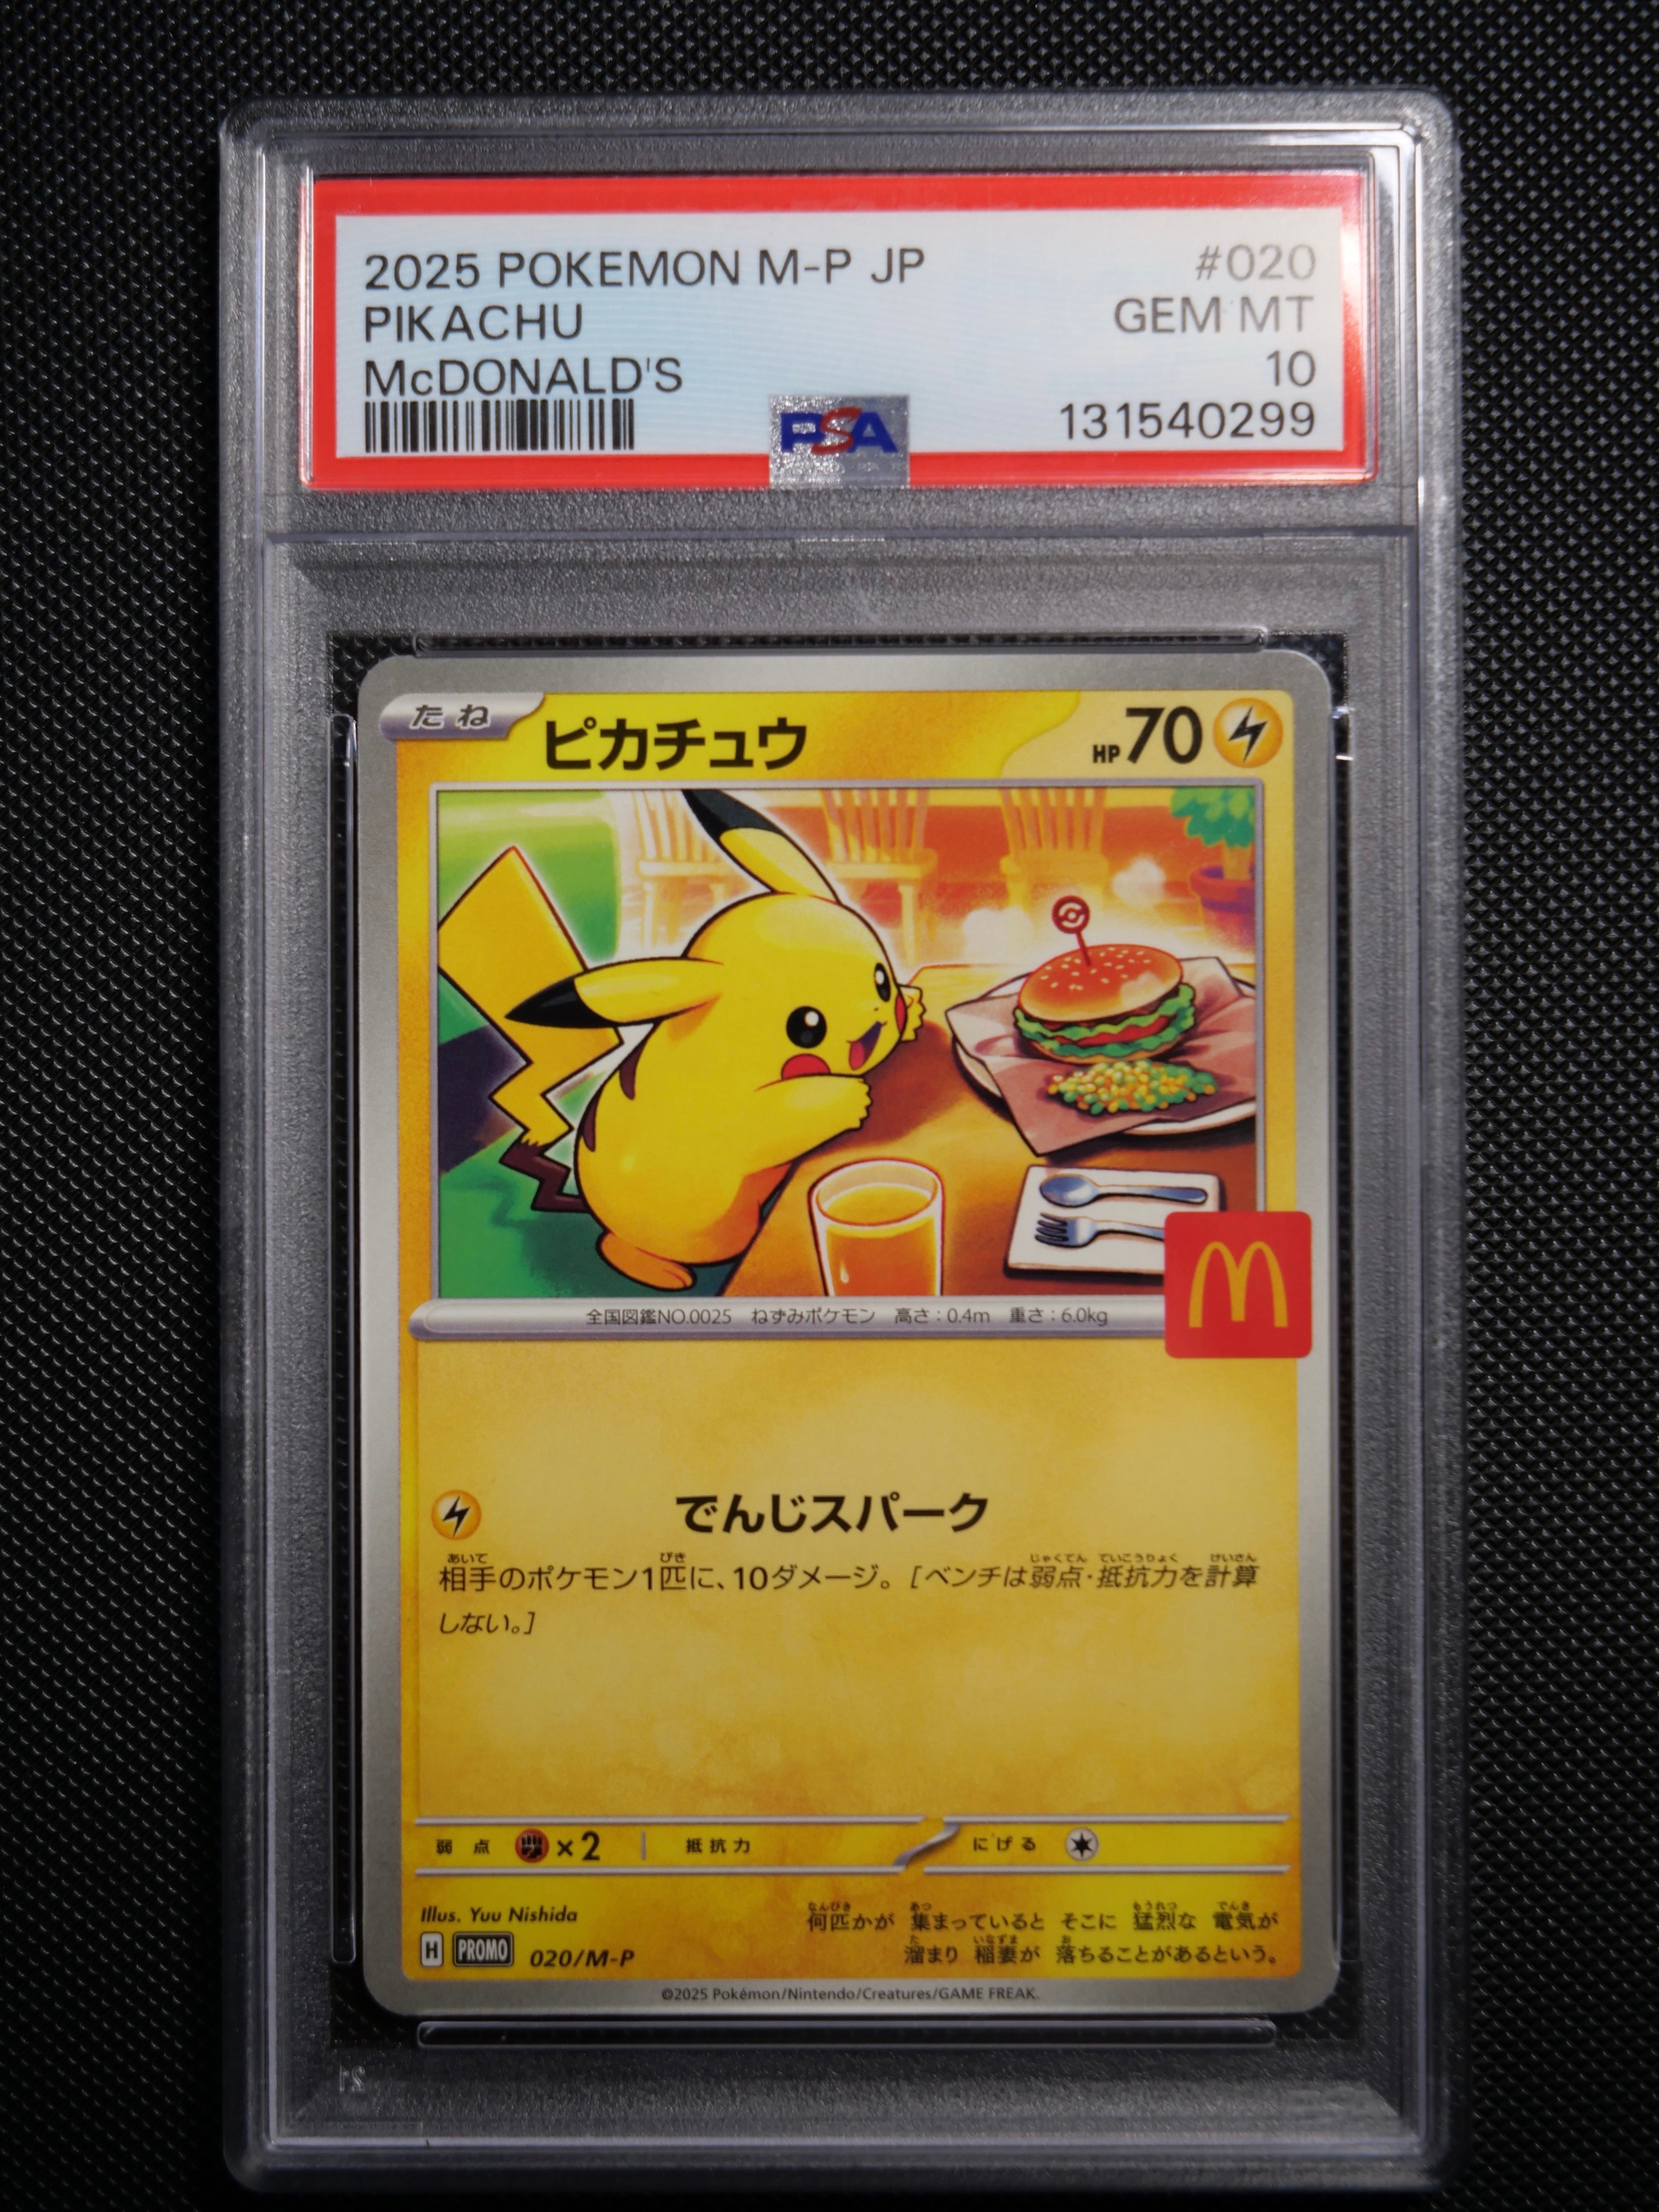 2025 POKEMON M-P JP #020
PIKACHU GEM MT
McDONALD'S 10
PSA 131540299
たね ピカチュウ HP70
全国図鑑NO.0025 ねずみポケモン 高さ:0.4m 重さ:6.0kg
M
でんじスパーク
相手のポケモン1匹に、10ダメージ。[ベンチは弱点・抵抗力を計算
しない。]
弱点 ×2 抵抗力 にげる
Illus. Yuu Nishida
H PROMO 020/M-P
何匹かが 集まっていると そこに 猛烈な 電気が
溜まり 稲妻が 落ちることがあるという。
©2025 Pokémon/Nintendo/Creatures/GAME FREAK.